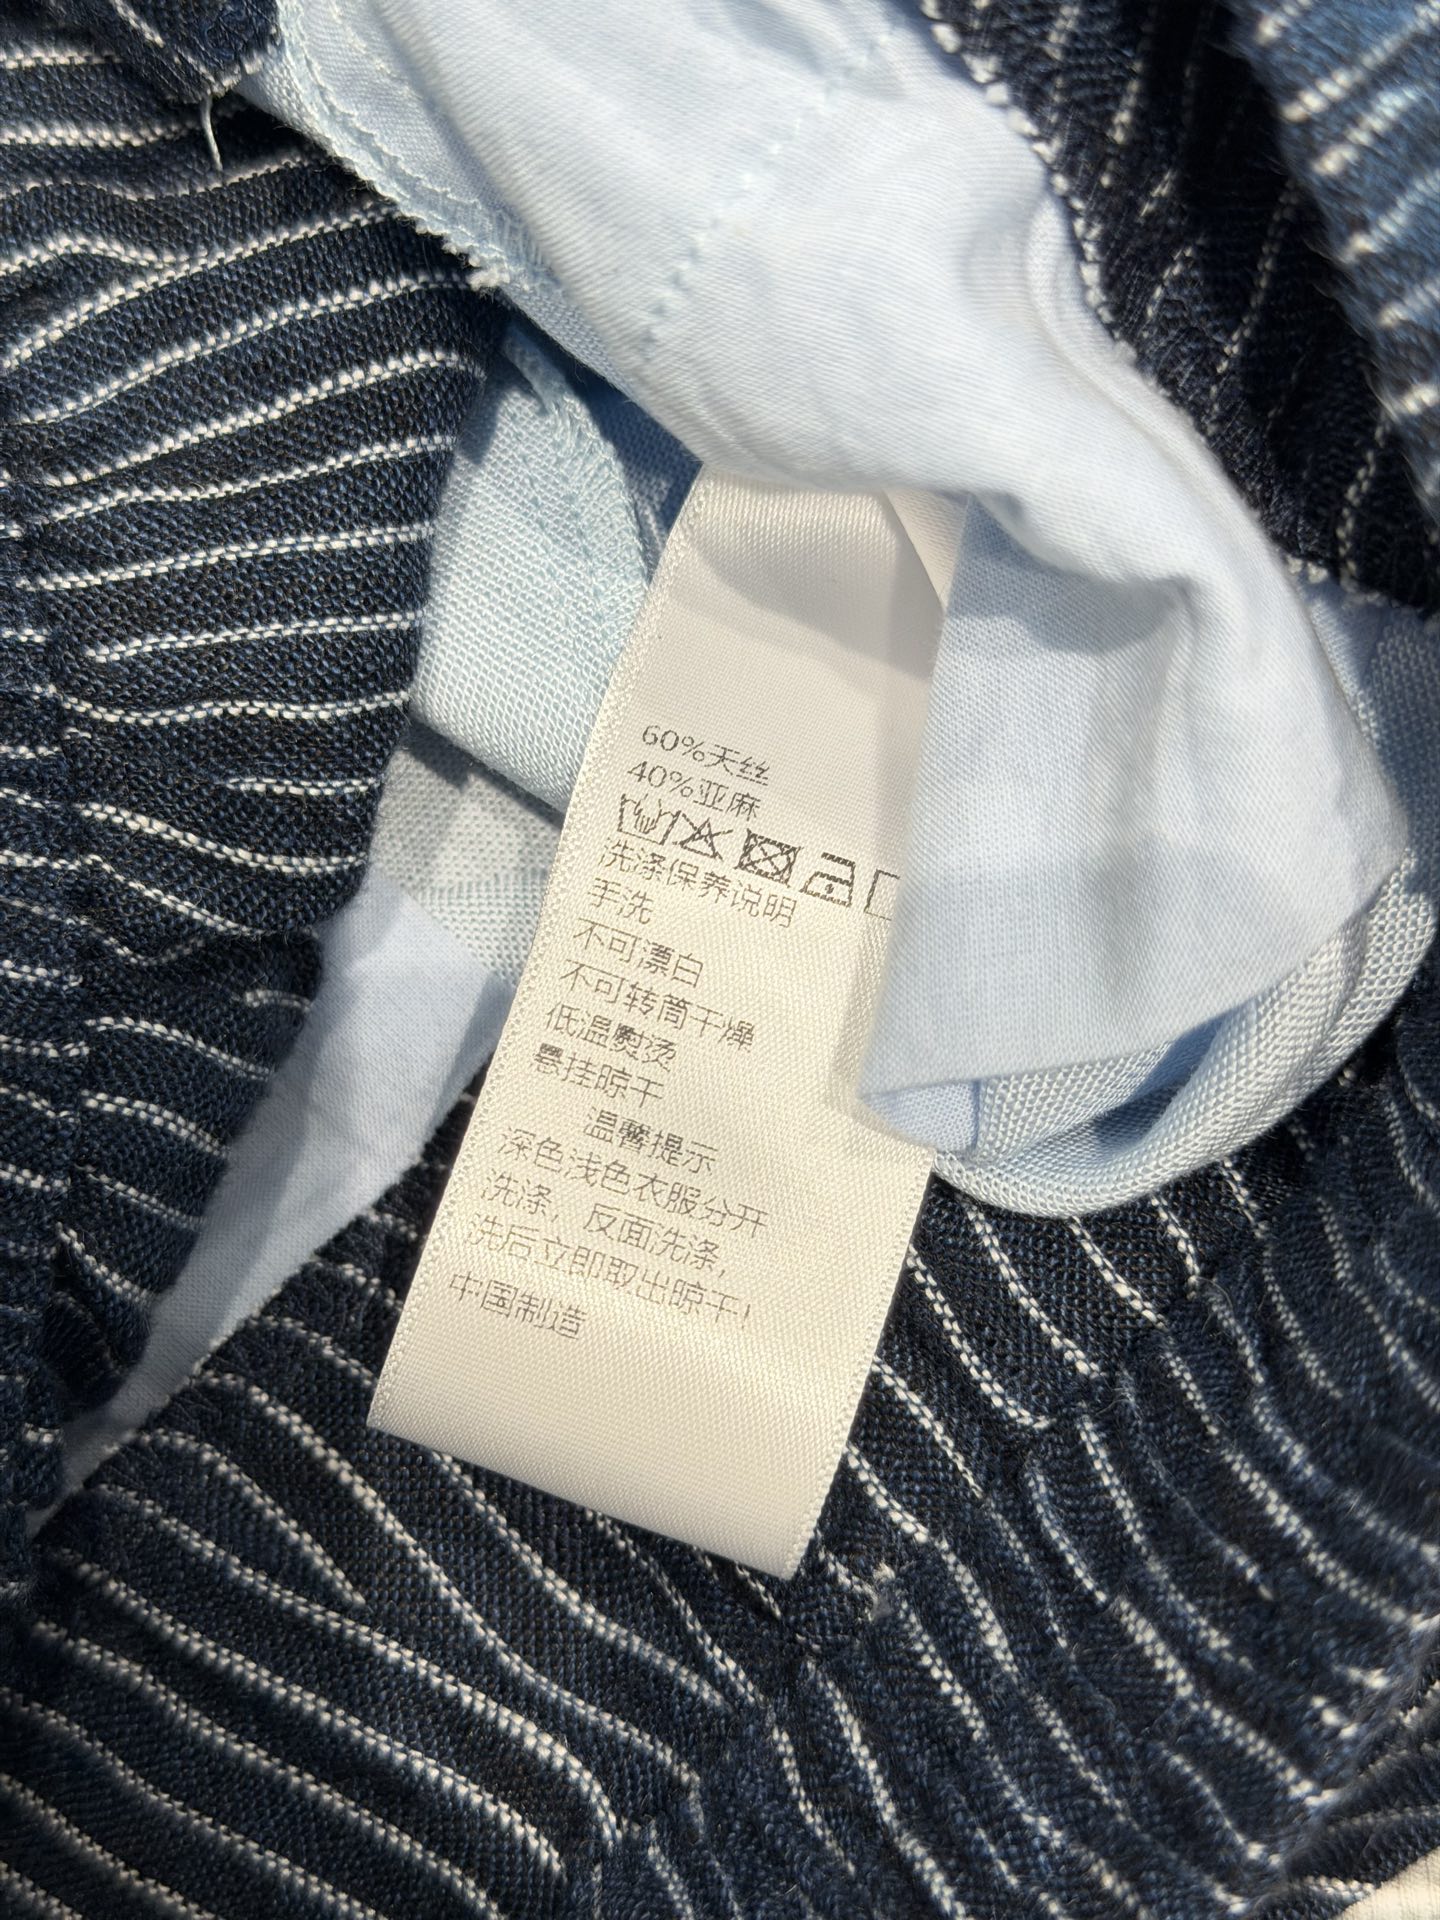 60%天丝
40%亚麻
洗涤保养说明
手洗
不可漂白
不可转筒干燥
低温熨烫
悬挂晾干
温馨提示
深色浅色衣服分开
洗涤，反面洗涤，
洗后立即取出晾干!
中国制造